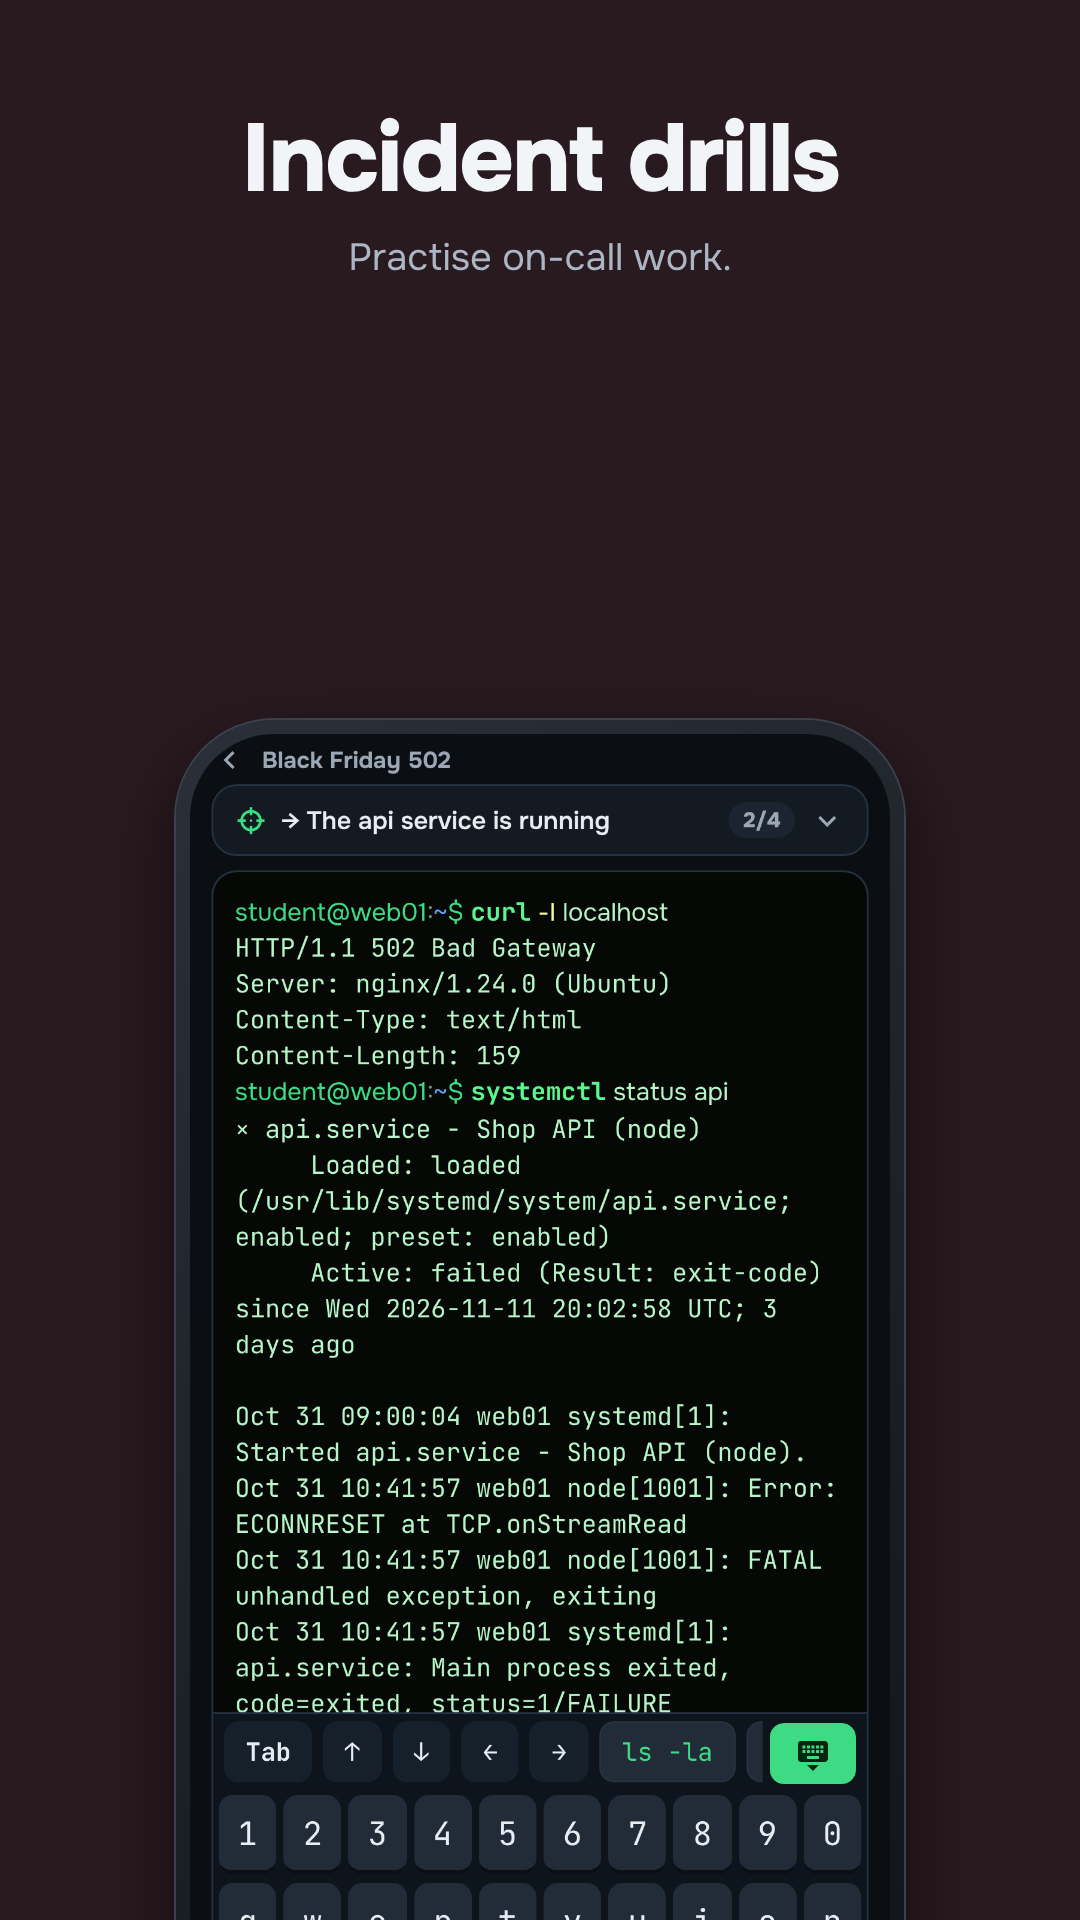 Incident drills
Practise on-call work.
Black Friday 502
→ The api service is running
2/4
student@web01:~$ curl -I localhost
HTTP/1.1 502 Bad Gateway
Server: nginx/1.24.0 (Ubuntu)
Content-Type: text/html
Content-Length: 159
student@web01:~$ systemctl status api
× api.service - Shop API (node)
Loaded: loaded
(/usr/lib/systemd/system/api.service;
enabled; preset: enabled)
Active: failed (Result: exit-code)
since Wed 2026-11-11 20:02:58 UTC; 3
days ago
Oct 31 09:00:04 web01 systemd[1]:
Started api.service - Shop API (node).
Oct 31 10:41:57 web01 node[1001]: Error:
ECONNRESET at TCP.onStreamRead
Oct 31 10:41:57 web01 node[1001]: FATAL
unhandled exception, exiting
Oct 31 10:41:57 web01 systemd[1]:
api.service: Main process exited,
code=exited, status=1/FAILURE
Tab ↑ ↓ ← → ls -la
1 2 3 4 5 6 7 8 9 0